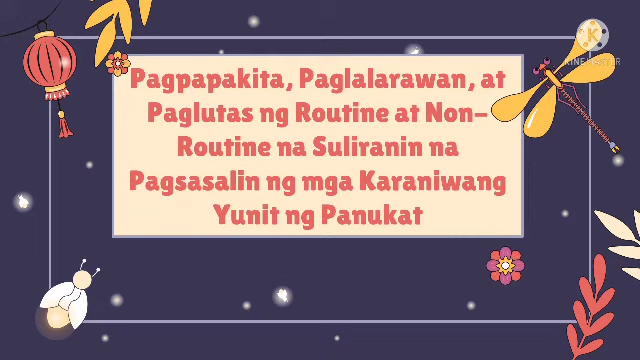 Pagpapakita, Paglalarawan, at
Paglutas ng Routine at Non-
Routine na Suliranin na
Pagsasalin ng mga Karaniwang
Yunit ng Panukat
K
KINEMASTER